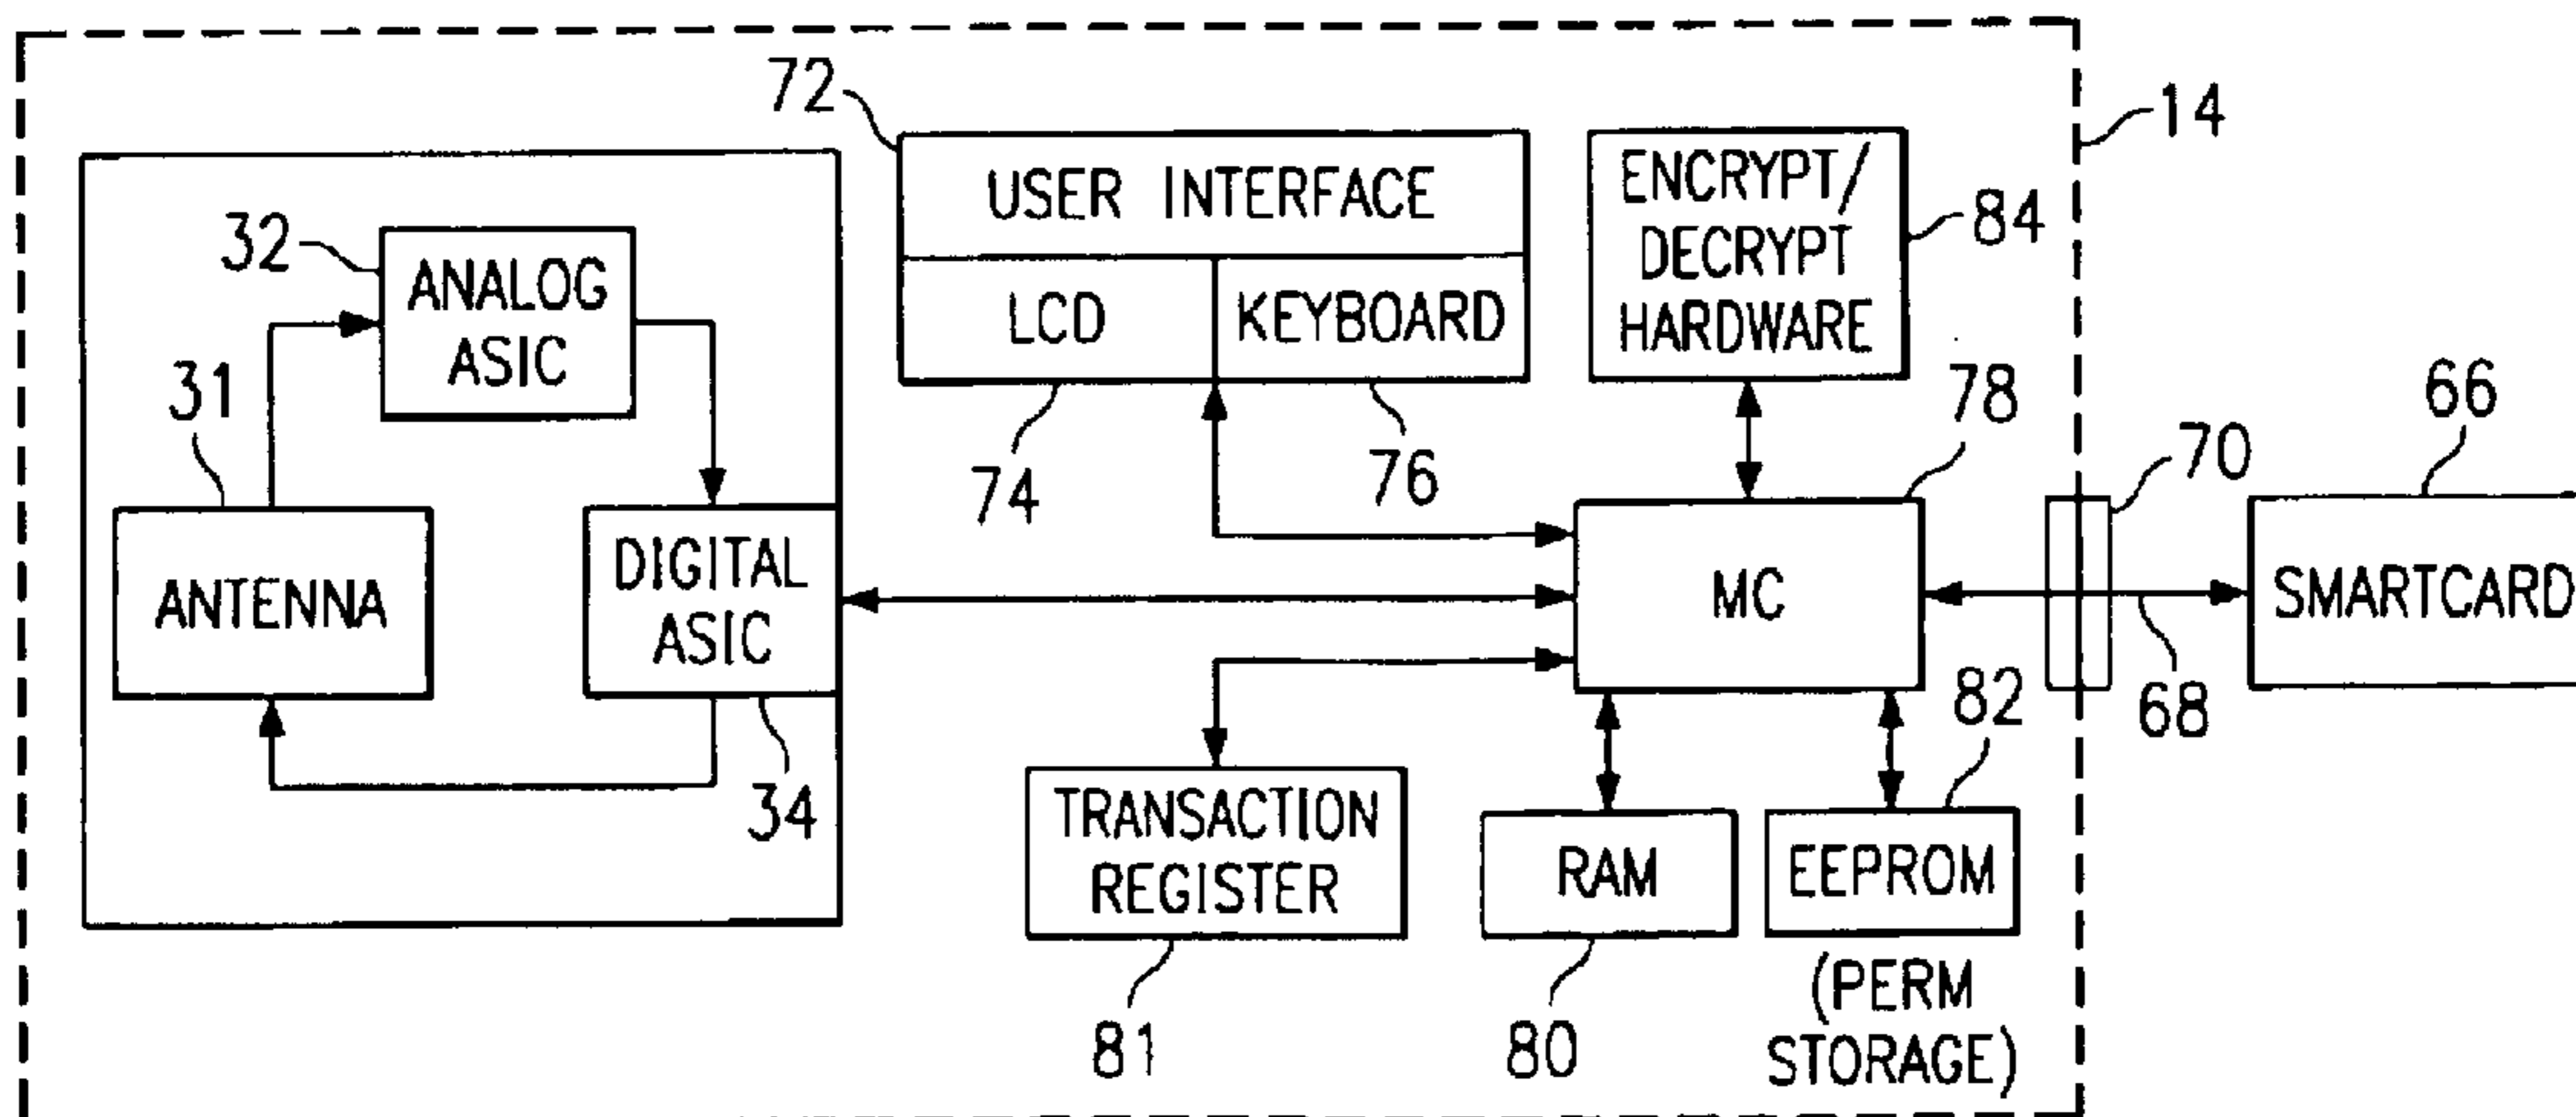 72
14
USER INTERFACE
ENCRYPT/
DECRYPT
HARDWARE
84
32
ANALOG
ASIC
LCD
KEYBOARD
31
78
66
74
76
70
ANTENNA
DIGITAL
ASIC
MC
SMARTCARD
82
68
34
TRANSACTION
REGISTER
RAM
EEPROM
(PERM
STORAGE)
81
80